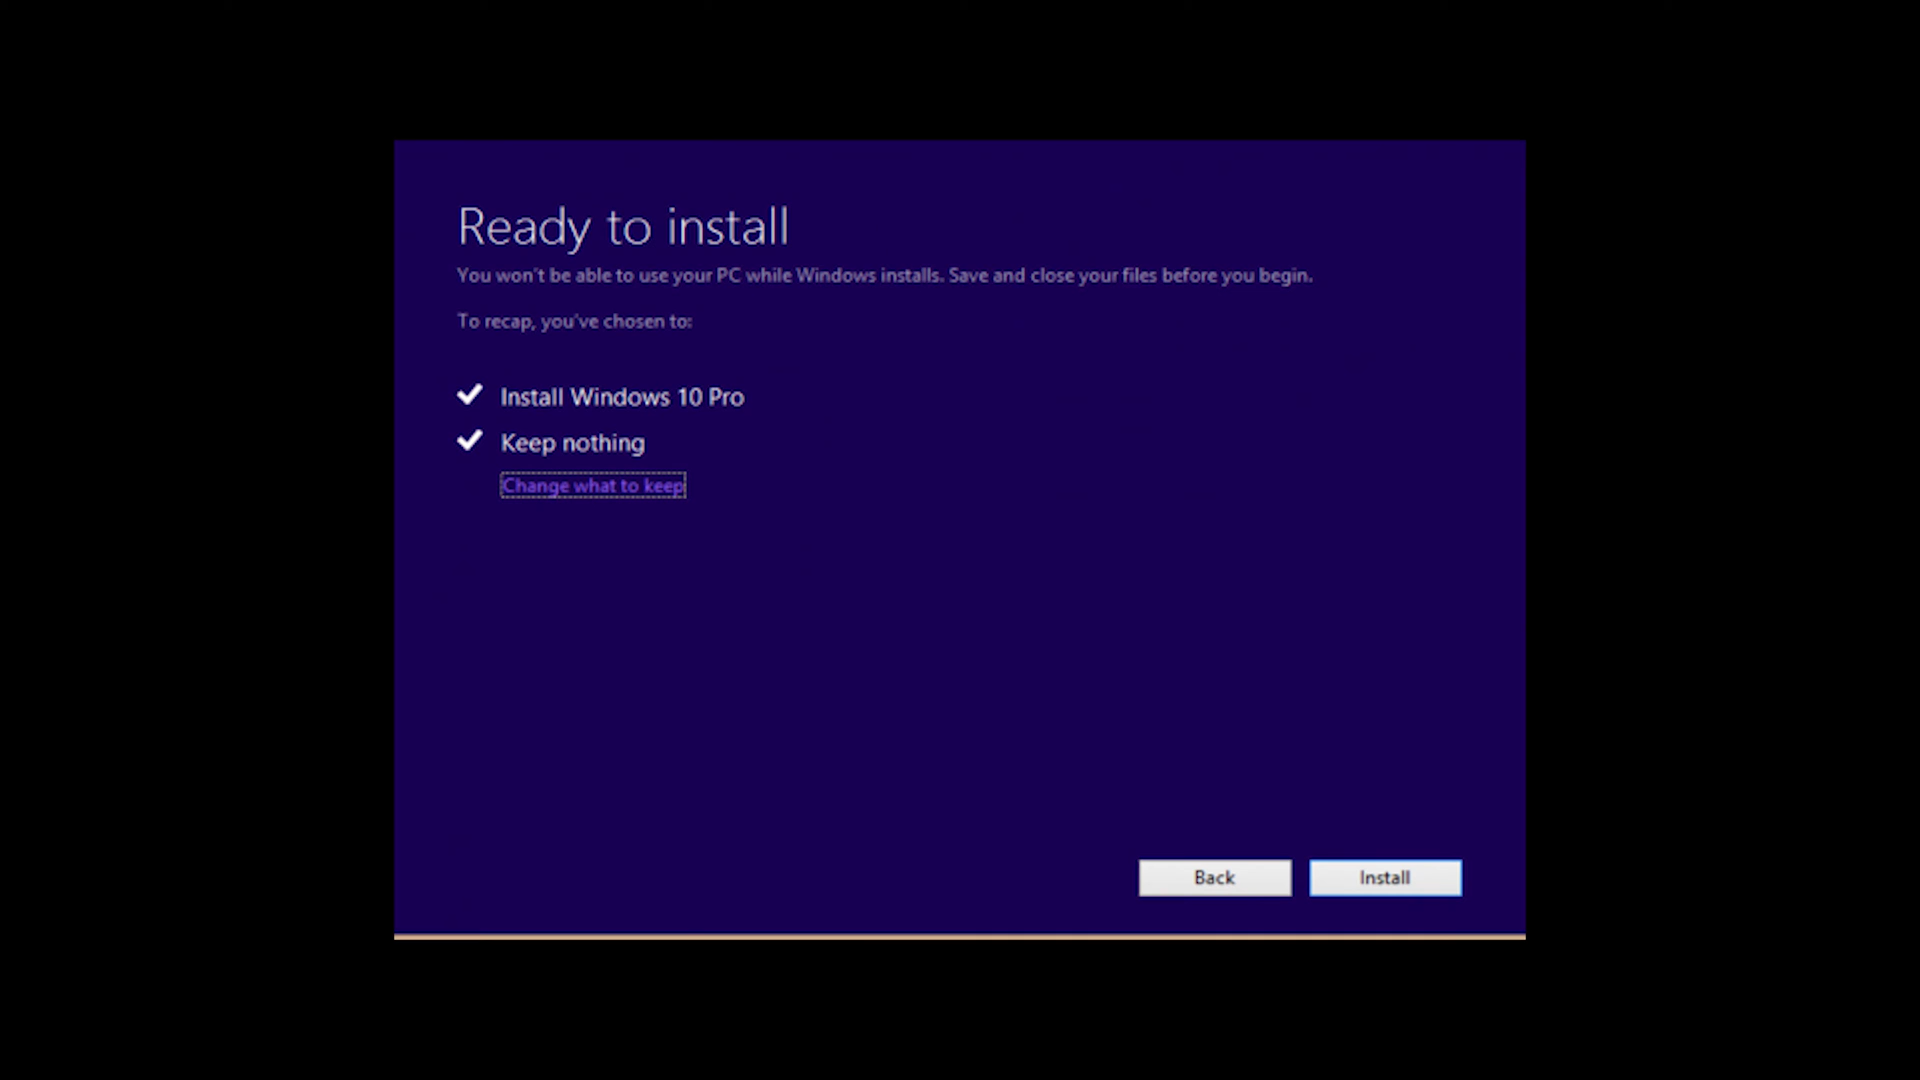 Ready to install
You won't be able to use your PC while Windows installs. Save and close your files before you begin.
To recap, you've chosen to:
Install Windows 10 Pro
Keep nothing
Change what to keep
Back
Install